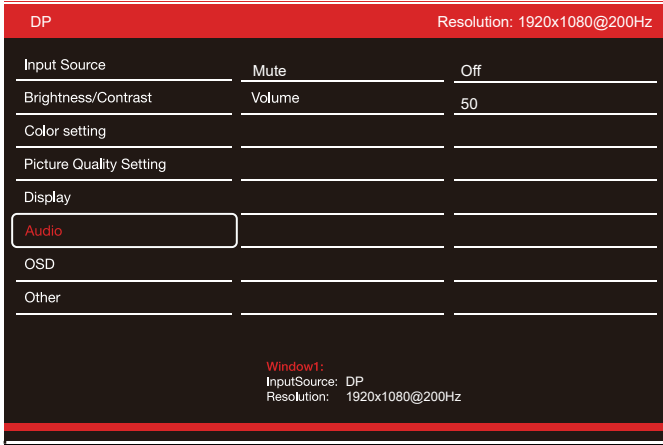 DP Resolution: 1920x1080@200Hz
Input Source Mute Off
Brightness/Contrast Volume 50
Color setting
Picture Quality Setting
Display
Audio
OSD
Other
Window1:
InputSource: DP
Resolution: 1920x1080@200Hz